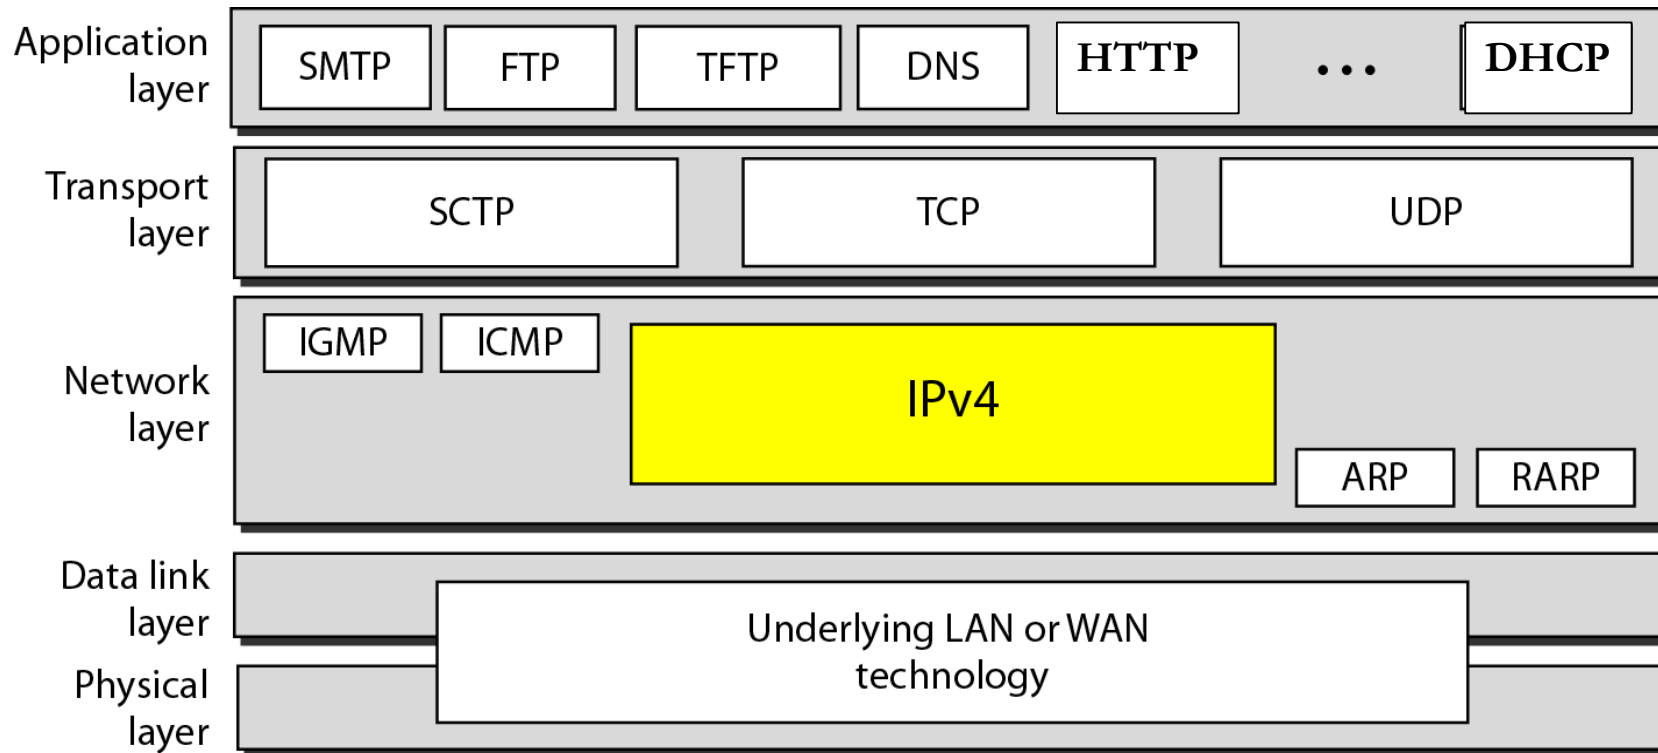 Application
layer
SMTP
FTP
TFTP
DNS
HTTP
...
DHCP
Transport
layer
SCTP
TCP
UDP
Network
layer
IGMP
ICMP
IPv4
ARP
RARP
Data link
layer
Underlying LAN or WAN
technology
Physical
layer